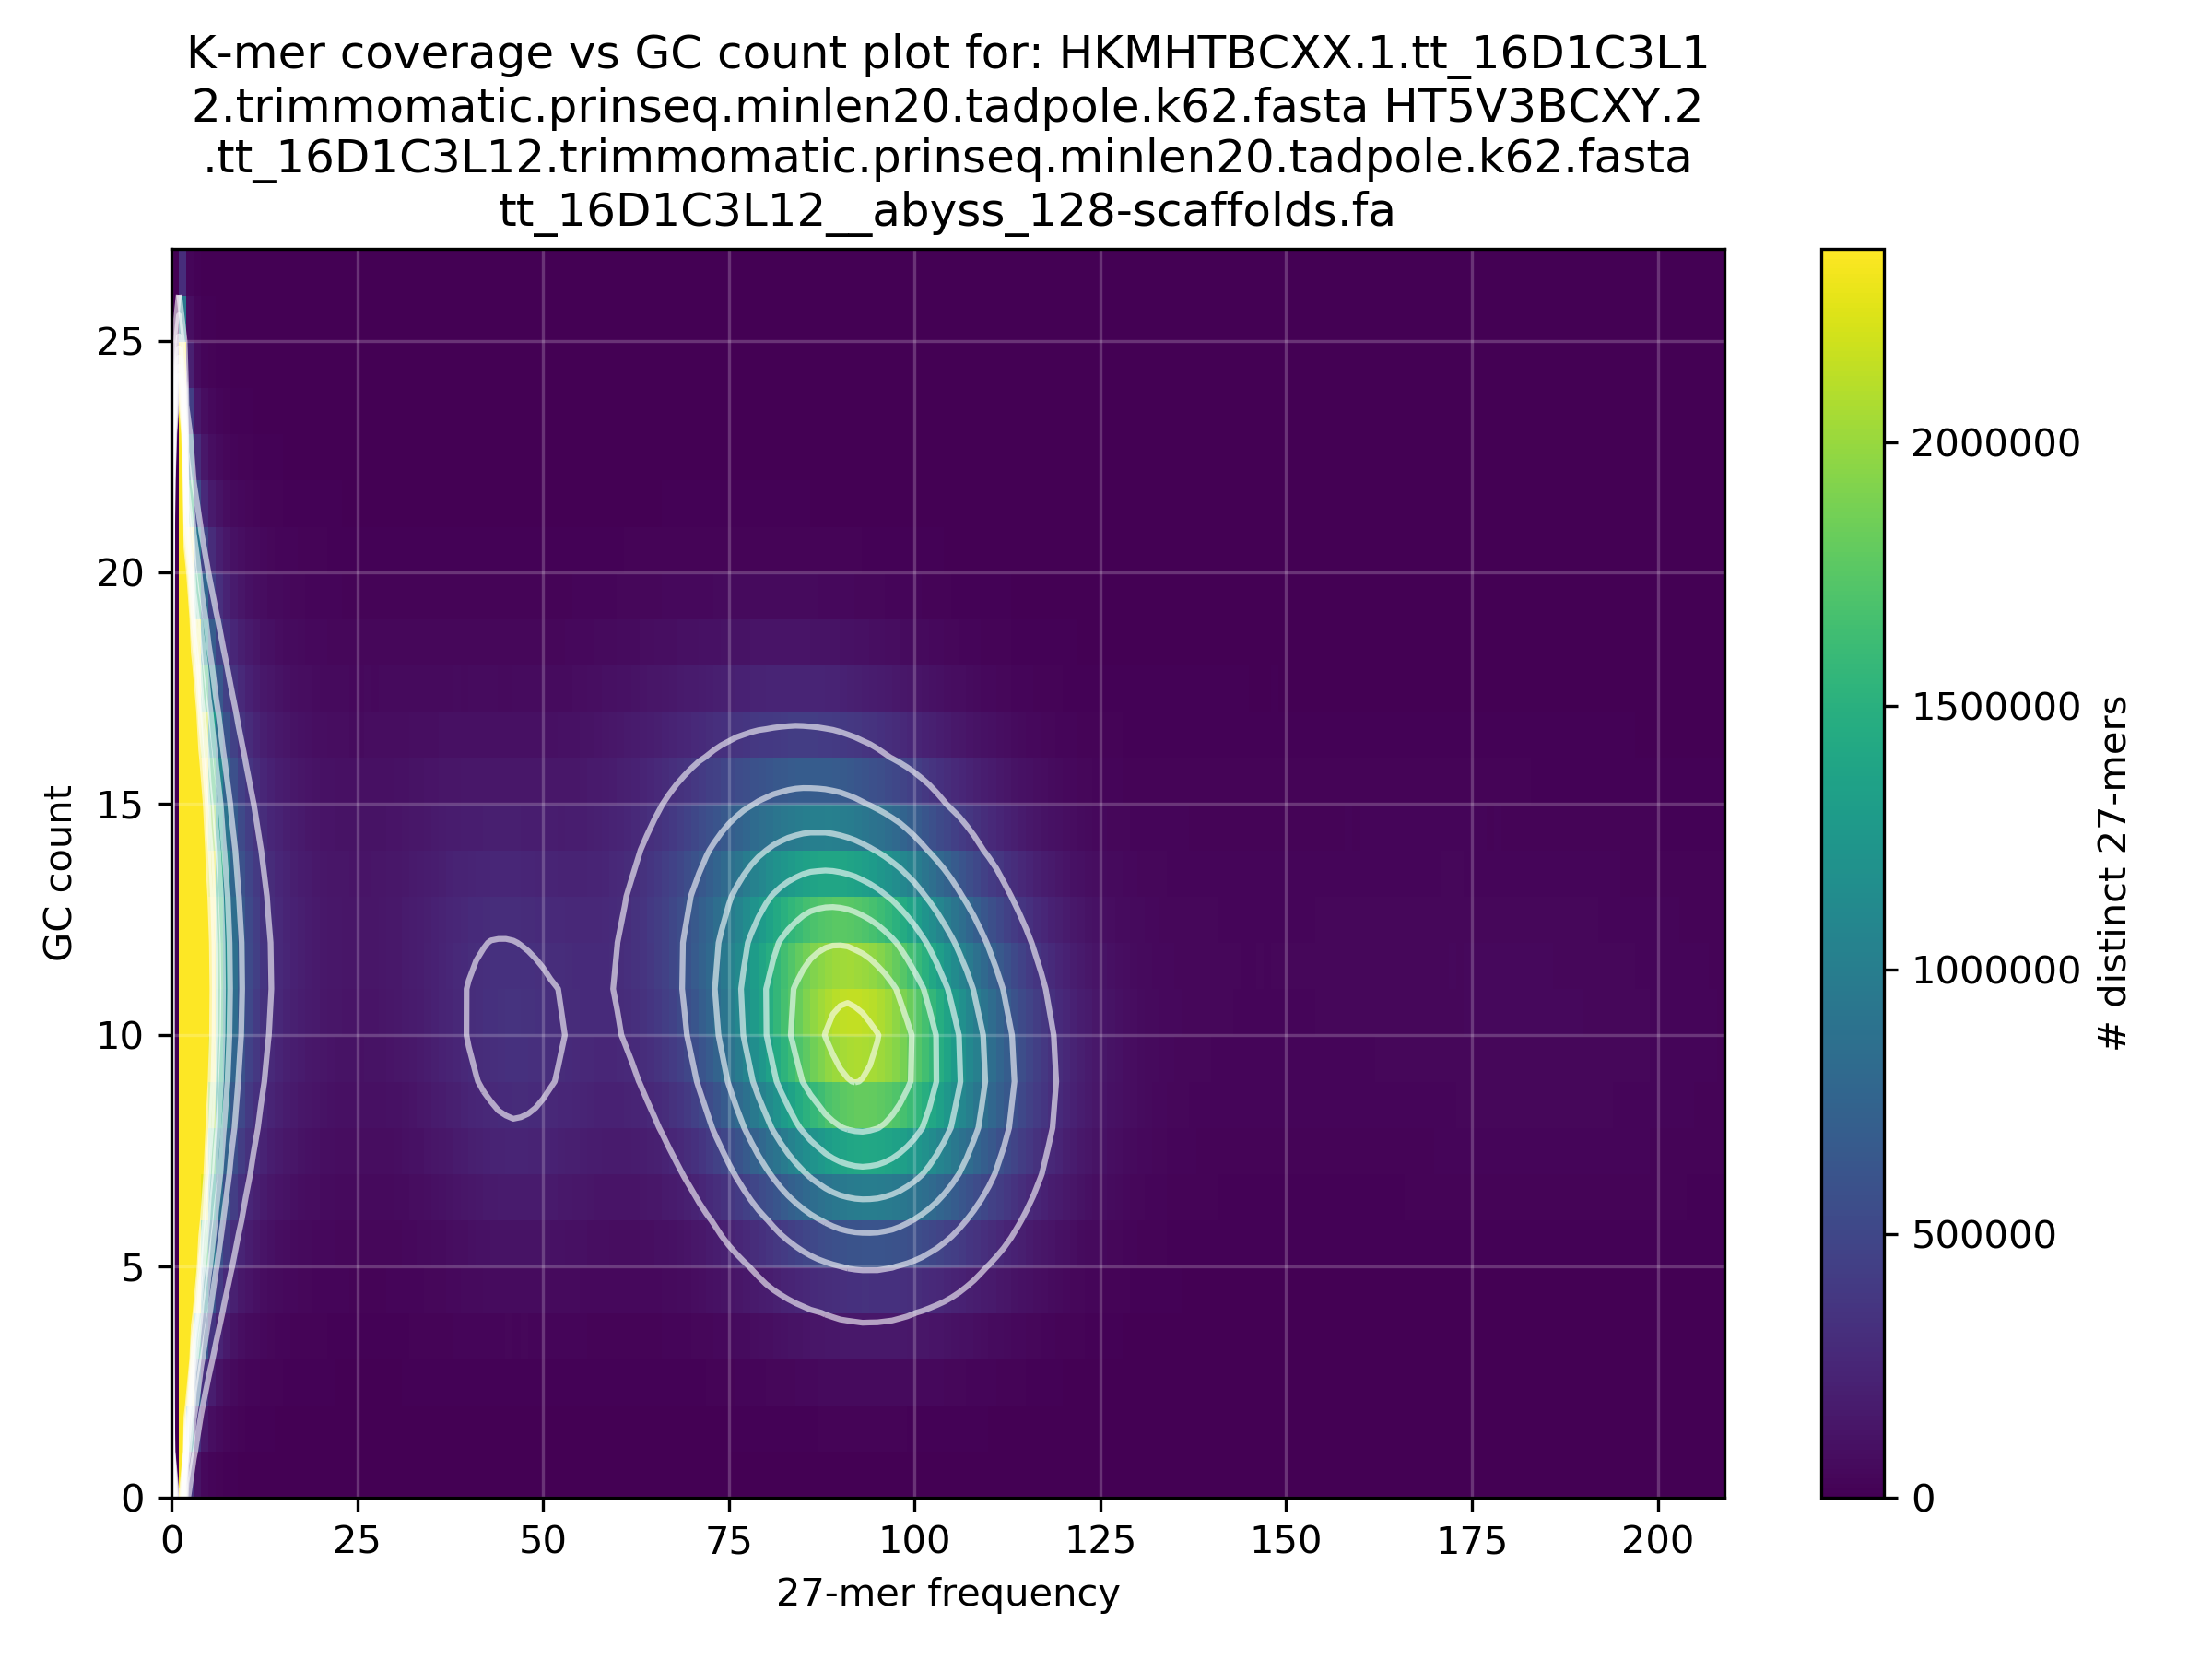 K-mer coverage vs GC count plot for: HKMHTBCXX.1.tt_16D1C3L1
2.trimmomatic.prinseq.minlen20.tadpole.k62.fasta HT5V3BCXY.2
.tt_16D1C3L12.trimmomatic.prinseq.minlen20.tadpole.k62.fasta
tt_16D1C3L12__abyss_128-scaffolds.fa
GC count
25
20
15
10
5
0
0 25 50 75 100 125 150 175 200
27-mer frequency
2000000
1500000
1000000
500000
0
# distinct 27-mers